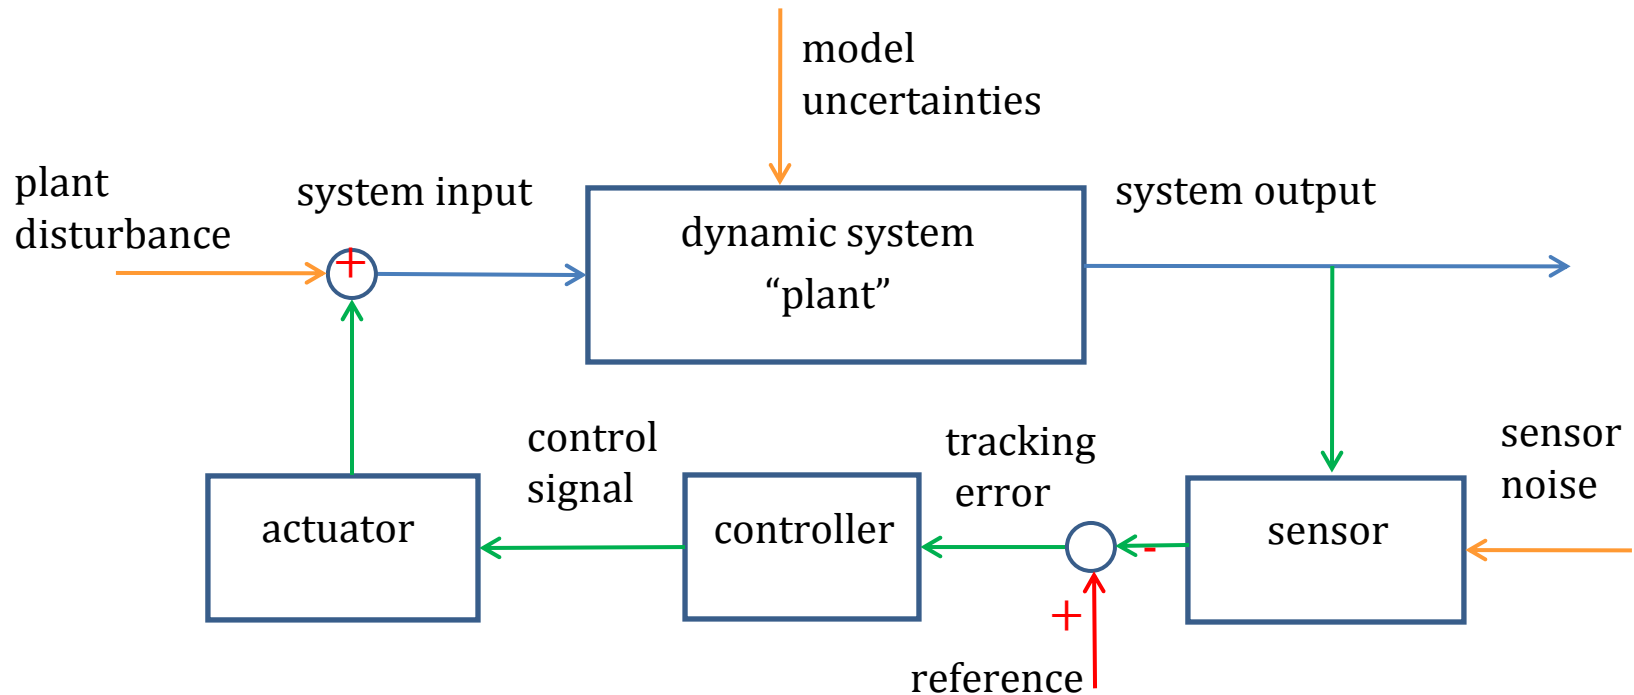 model
uncertainties
plant
disturbance
system input
system output
+
dynamic system
“plant”
control
signal
tracking
error
sensor
noise
actuator
controller
sensor
-
+
reference